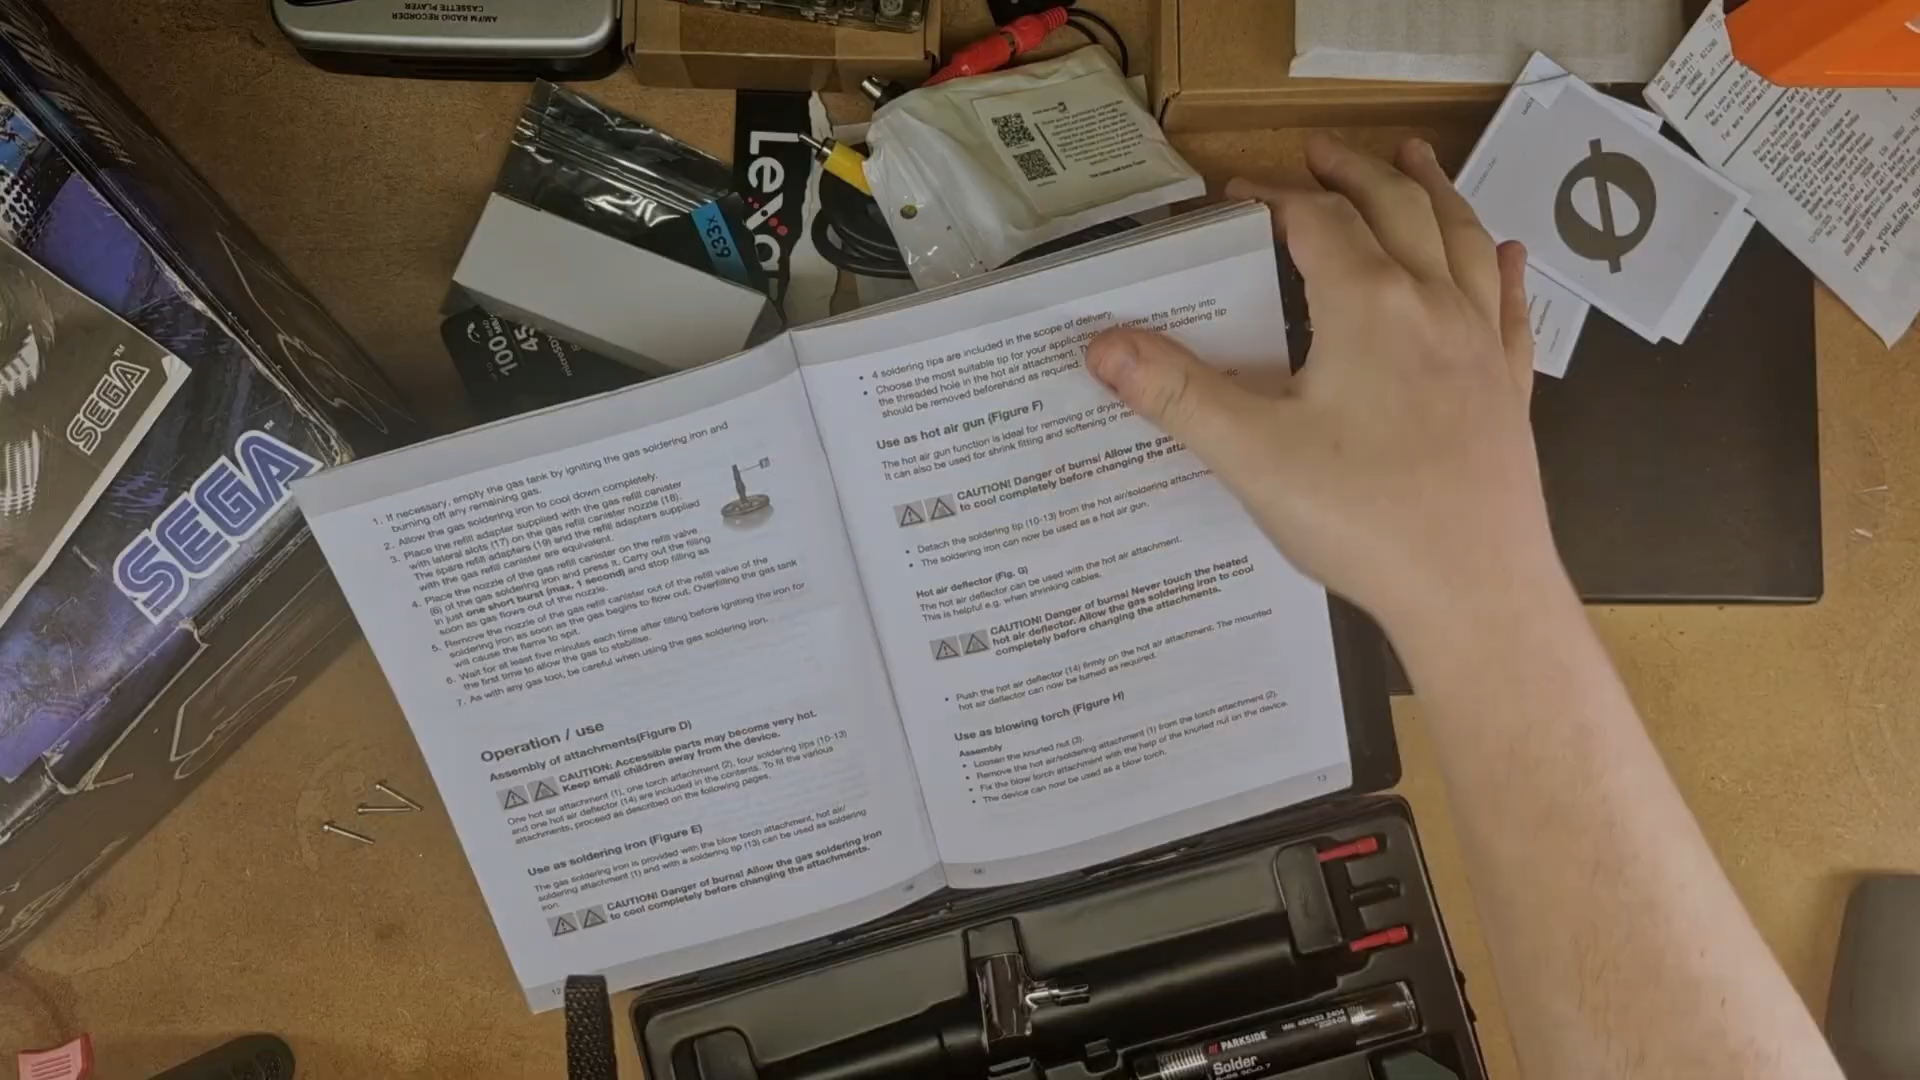 AM/FM RADIO RECORDER
CASSETTE PLAYER
SEGA™
SEGA™
Lexar
633x
100
45
microSD
THANK YOU FOR
1. If necessary, empty the gas tank by igniting the gas soldering iron and
burning off any remaining gas.
2. Allow the gas soldering iron to cool down completely.
3. Place the refill adapter supplied with the gas refill canister
with lateral slots (17) on the gas refill canister nozzle (18).
The spare refill adapters (19) and the refill adapters supplied
with the gas refill canister are equivalent.
4. Place the nozzle of the gas refill canister on the refill valve
(6) of the gas soldering iron and press it. Carry out the filling
in just one short burst (max. 1 second) and stop filling as
soon as gas flows out of the nozzle.
5. Remove the nozzle of the gas refill canister out of the refill valve of the
soldering iron as soon as the gas begins to flow out. Overfilling the gas tank
will cause the flame to spit.
6. Wait for at least five minutes each time after filling before igniting the iron for
the first time to allow the gas to stabilise.
7. As with any gas tool, be careful when using the gas soldering iron.
Operation / use
Assembly of attachments(Figure D)
CAUTION: Accessible parts may become very hot.
Keep small children away from the device.
One hot air attachment (1), one torch attachment (2), four soldering tips (10-13)
and one hot air deflector (14) are included in the contents. To fit the various
attachments, proceed as described on the following pages.
Use as soldering iron (Figure E)
The gas soldering iron is provided with the blow torch attachment, hot air/
soldering attachment (1) and with a soldering tip (13) can be used as soldering
iron.
CAUTION! Danger of burns! Allow the gas soldering iron
to cool completely before changing the attachments.
12
• 4 soldering tips are included in the scope of delivery.
• Choose the most suitable tip for your application screw this firmly into
the threaded hole in the hot air attachment. soldering tip
should be removed beforehand as required.
Use as hot air gun (Figure F)
The hot air gun function is ideal for removing or drying
It can also be used for shrink fitting and softening or
CAUTION! Danger of burns! Allow the gas
to cool completely before changing the
• Detach the soldering tip (10-13) from the hot air/soldering
• The soldering iron can now be used as a hot air gun.
Hot air deflector (Fig. G)
The hot air deflector can be used with the hot air attachment.
This is helpful e.g. when shrinking cables.
CAUTION! Danger of burns! Never touch the heated
hot air deflector. Allow the gas soldering iron to cool
completely before changing the attachments.
• Push the hot air deflector (14) firmly on the hot air attachment. The mounted
hot air deflector can now be turned as required.
Use as blowing torch (Figure H)
Assembly
• Loosen the knurled nut (3).
• Remove the hot air/soldering attachment (1) from the torch attachment (2).
• Fix the blow torch attachment with the help of the knurled nut on the device.
• The device can now be used as a blow torch.
13
PARKSIDE
Solder